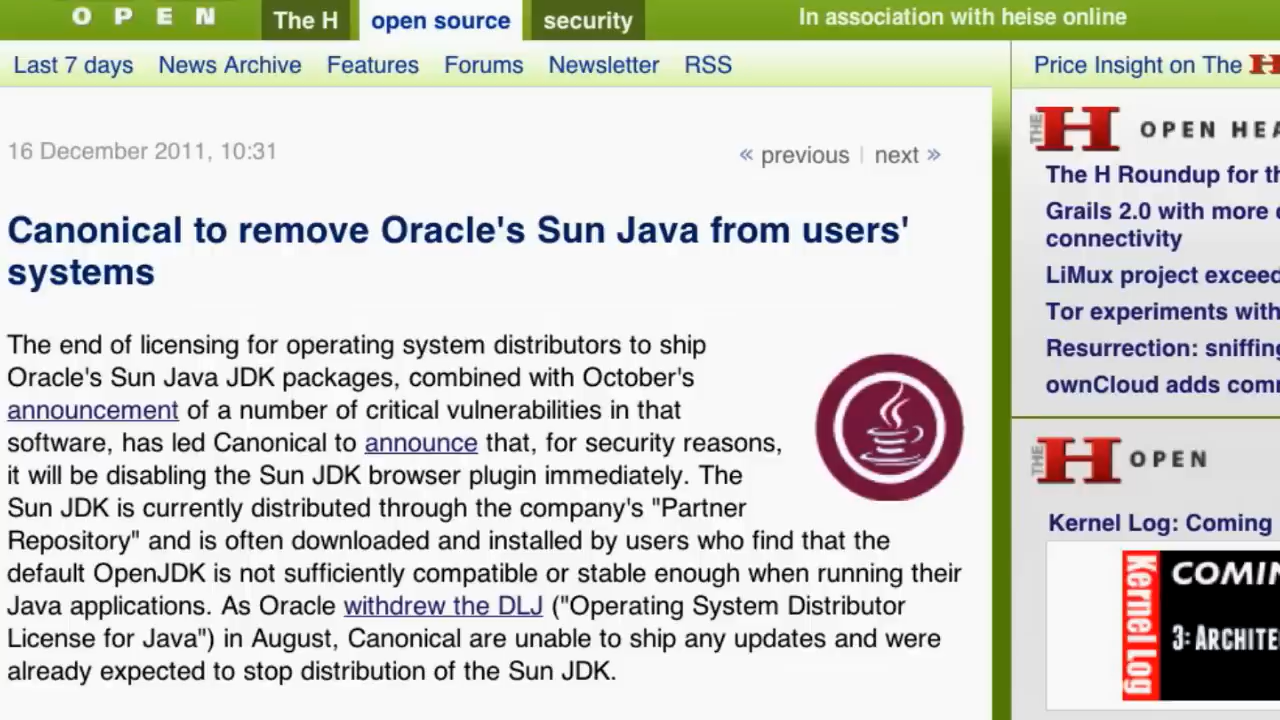 OPEN
The H
open source
security
In association with heise online
Last 7 days News Archive Features Forums Newsletter RSS
16 December 2011, 10:31
« previous | next »
Canonical to remove Oracle's Sun Java from users'
systems
The end of licensing for operating system distributors to ship
Oracle's Sun Java JDK packages, combined with October's
announcement of a number of critical vulnerabilities in that
software, has led Canonical to announce that, for security reasons,
it will be disabling the Sun JDK browser plugin immediately. The
Sun JDK is currently distributed through the company's "Partner
Repository" and is often downloaded and installed by users who find that the
default OpenJDK is not sufficiently compatible or stable enough when running their
Java applications. As Oracle withdrew the DLJ ("Operating System Distributor
License for Java") in August, Canonical are unable to ship any updates and were
already expected to stop distribution of the Sun JDK.
Price Insight on The H
THE H OPEN
The H Roundup for
Grails 2.0 with more
connectivity
LiMux project
Tor experiments with
Resurrection:
ownCloud adds
THE H OPEN
Kernel Log: Coming
Kernel Log
3: